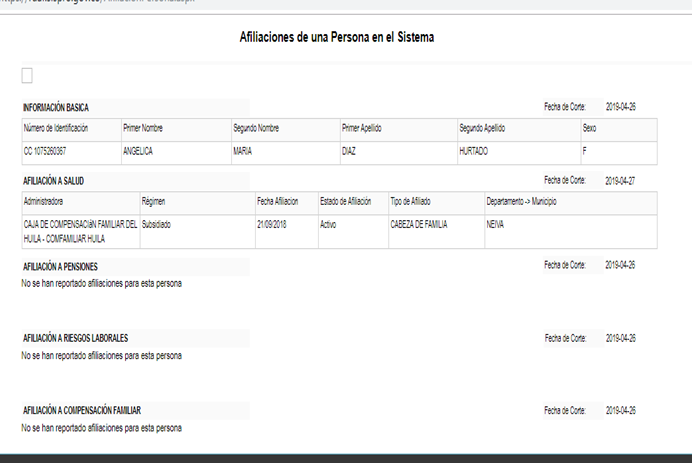 Afiliaciones de una Persona en el Sistema
INFORMACIÓN BASICA Fecha de Corte: 2019-04-26
Número de Identificación Primer Nombre Segundo Nombre Primer Apellido Segundo Apellido Sexo
CC 1075260367 ANGELICA MARIA DIAZ HURTADO F
AFILIACIÓN A SALUD Fecha de Corte: 2019-04-27
Administradora Régimen Fecha Afiliacion Estado de Afiliación Tipo de Afiliado Departamento -> Municipio
CAJA DE COMPENSACIÓN FAMILIAR DEL Subsidiado 21/09/2018 Activo CABEZA DE FAMILIA NEIVA
HUILA - COMFAMILIAR HUILA
AFILIACIÓN A PENSIONES Fecha de Corte: 2019-04-26
No se han reportado afiliaciones para esta persona
AFILIACIÓN A RIESGOS LABORALES Fecha de Corte: 2019-04-26
No se han reportado afiliaciones para esta persona
AFILIACIÓN A COMPENSACIÓN FAMILIAR Fecha de Corte: 2019-04-26
No se han reportado afiliaciones para esta persona